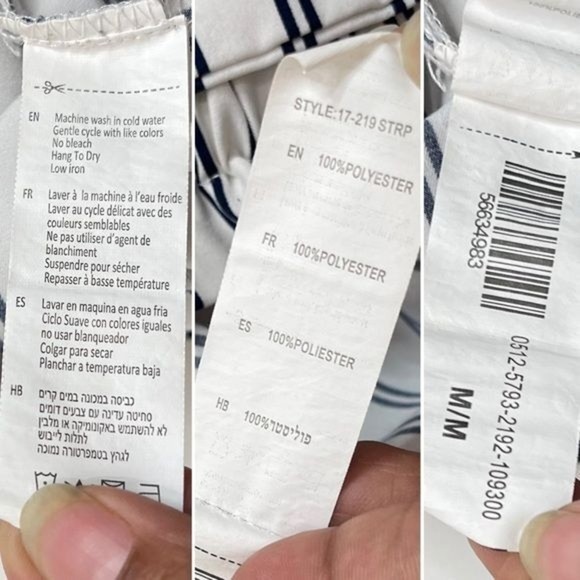 EN Machine wash in cold water
Gentle cycle with like colors
No bleach
Hang To Dry
Low iron
FR Laver à la machine à l'eau froide
Laver au cycle délicat avec des
couleurs semblables
Ne pas utiliser d'agent de
blanchiment
Suspendre pour sécher
Repasser à basse température
ES Lavar en maquina en agua fria
Ciclo Suave con colores iguales
no usar blanqueador
Colgar para secar
Planchar a temperatura baja
HB כביסה במכונה במים קרים
סחיטה עדינה עם צבעים דומים
לא להשתמש באקונומיקה או מלבין
לתלות לייבוש
לגהץ בטמפרטורה נמוכה
STYLE:17-219 STRP
EN 100%POLYESTER
FR 100%POLYESTER
ES 100%POLIESTER
HB 100%פוליסטר
56634983
0512-5793-2192-109300
M/M